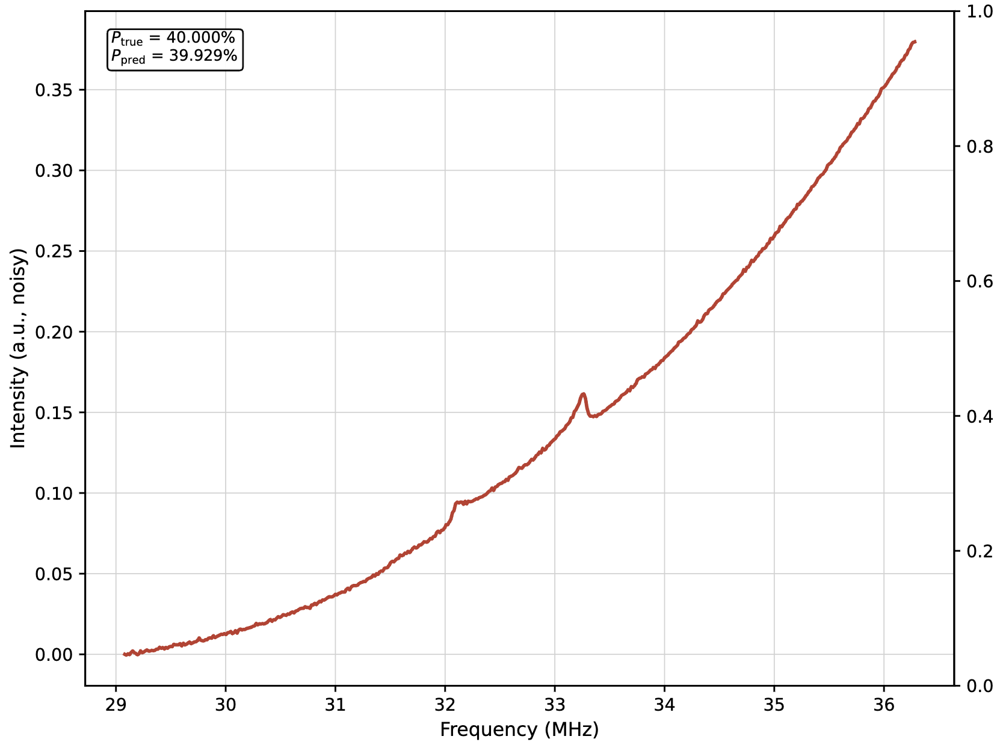 P_true = 40.000%
P_pred = 39.929%
Intensity (a.u., noisy)
0.35
0.30
0.25
0.20
0.15
0.10
0.05
0.00
1.0
0.8
0.6
0.4
0.2
0.0
29 30 31 32 33 34 35 36
Frequency (MHz)